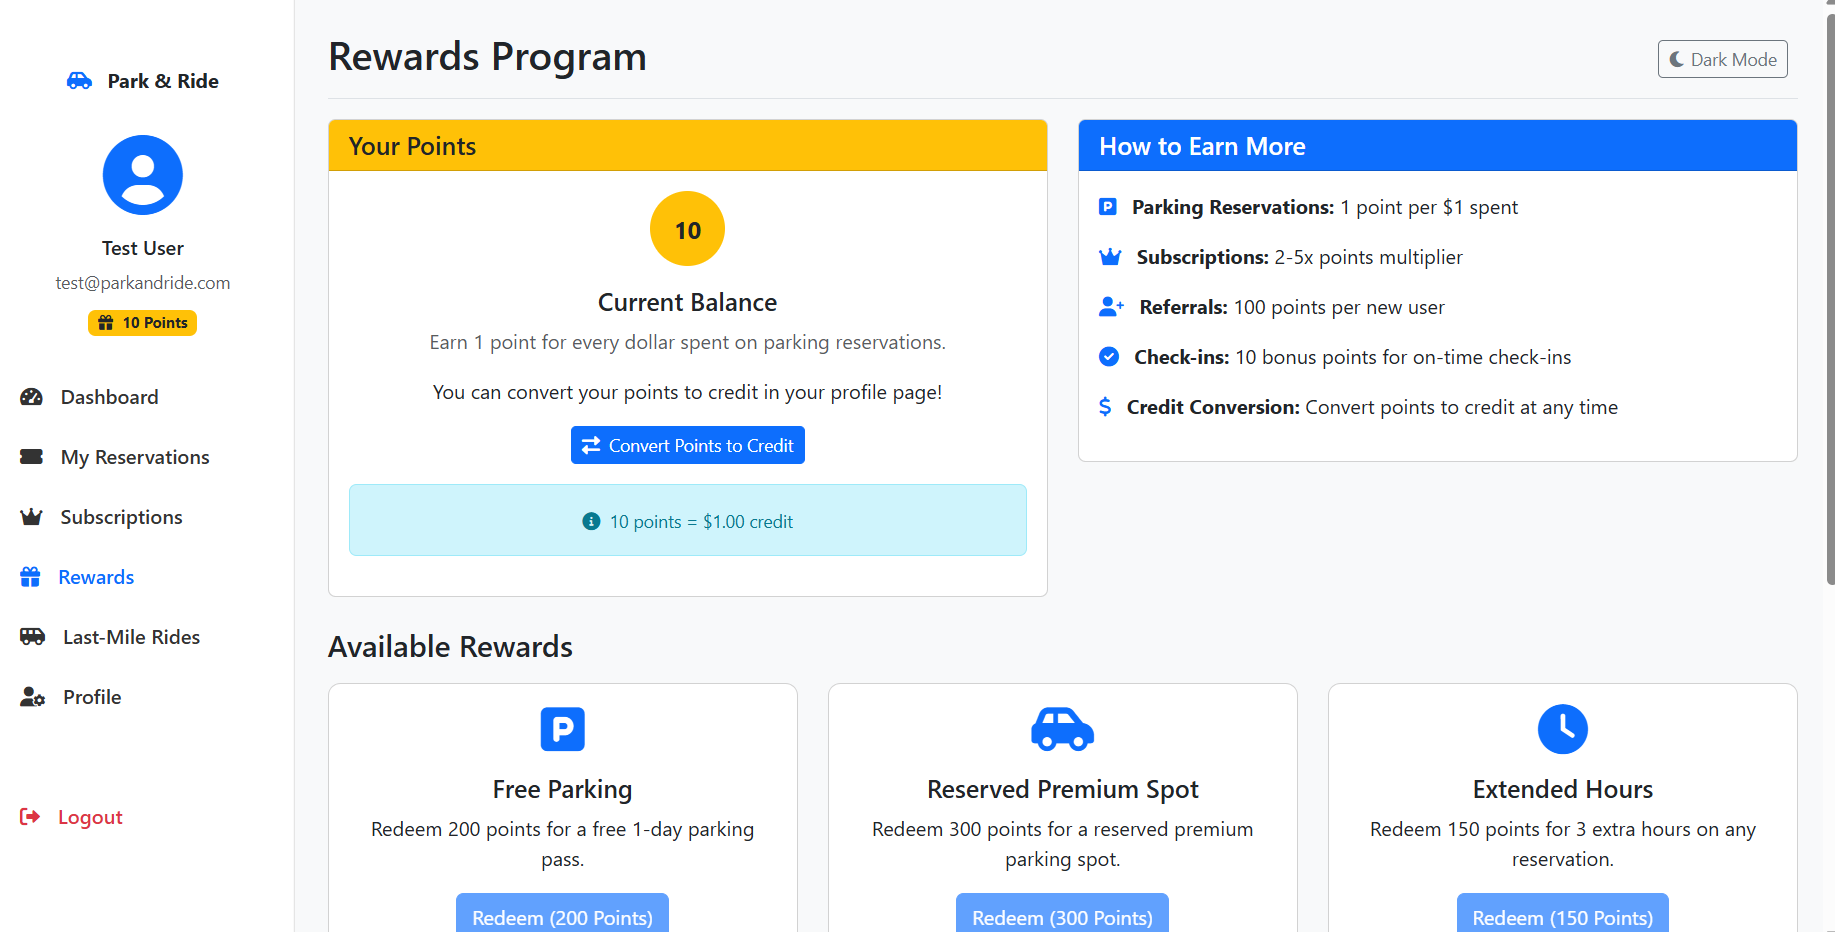 Park & Ride
Test User
test@parkandride.com
10 Points
Dashboard
My Reservations
Subscriptions
Rewards
Last-Mile Rides
Profile
Logout
Rewards Program
Dark Mode
Your Points
10
Current Balance
Earn 1 point for every dollar spent on parking reservations.
You can convert your points to credit in your profile page!
Convert Points to Credit
10 points = $1.00 credit
How to Earn More
Parking Reservations: 1 point per $1 spent
Subscriptions: 2-5x points multiplier
Referrals: 100 points per new user
Check-ins: 10 bonus points for on-time check-ins
Credit Conversion: Convert points to credit at any time
Available Rewards
Free Parking
Redeem 200 points for a free 1-day parking
pass.
Redeem (200 Points)
Reserved Premium Spot
Redeem 300 points for a reserved premium
parking spot.
Redeem (300 Points)
Extended Hours
Redeem 150 points for 3 extra hours on any
reservation.
Redeem (150 Points)